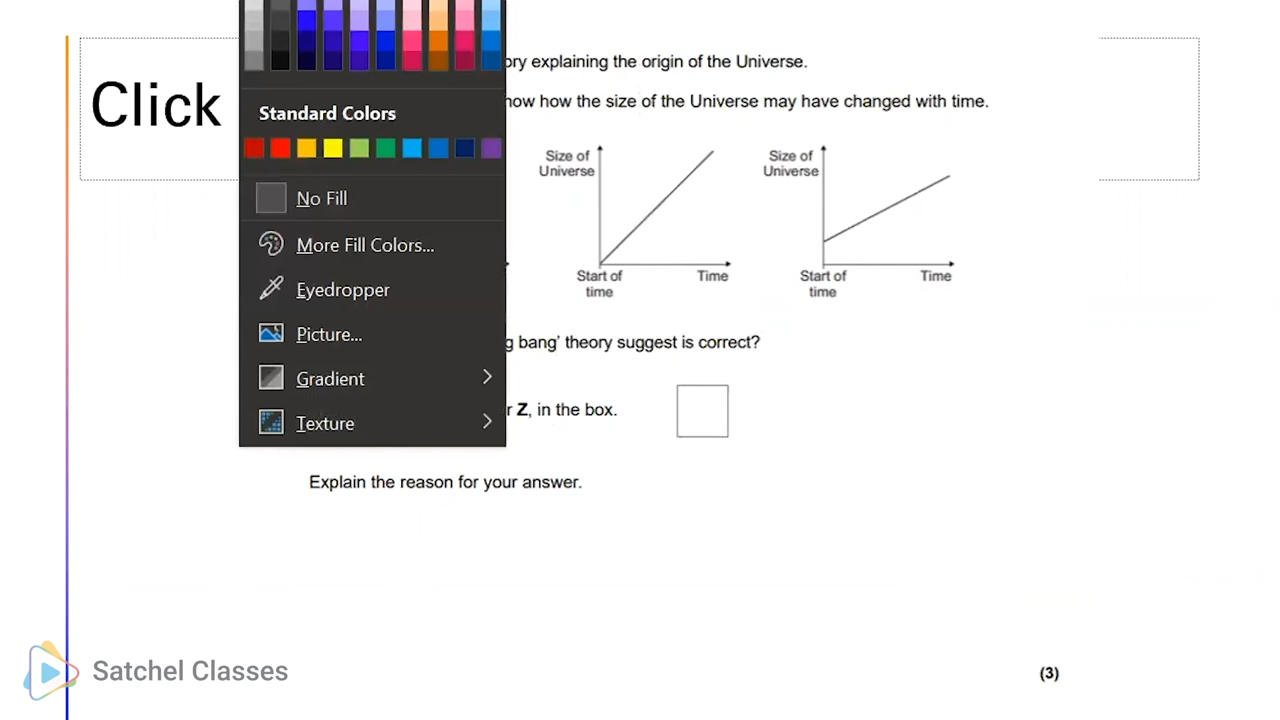 Click
ory explaining the origin of the Universe.
how the size of the Universe may have changed with time.
Standard Colors
No Fill
More Fill Colors...
Eyedropper
Picture...
Gradient
Texture
Size of
Universe
Start of
time
Time
Size of
Universe
Start of
time
Time
g bang’ theory suggest is correct?
r Z, in the box.
Explain the reason for your answer.
(3)
Satchel Classes